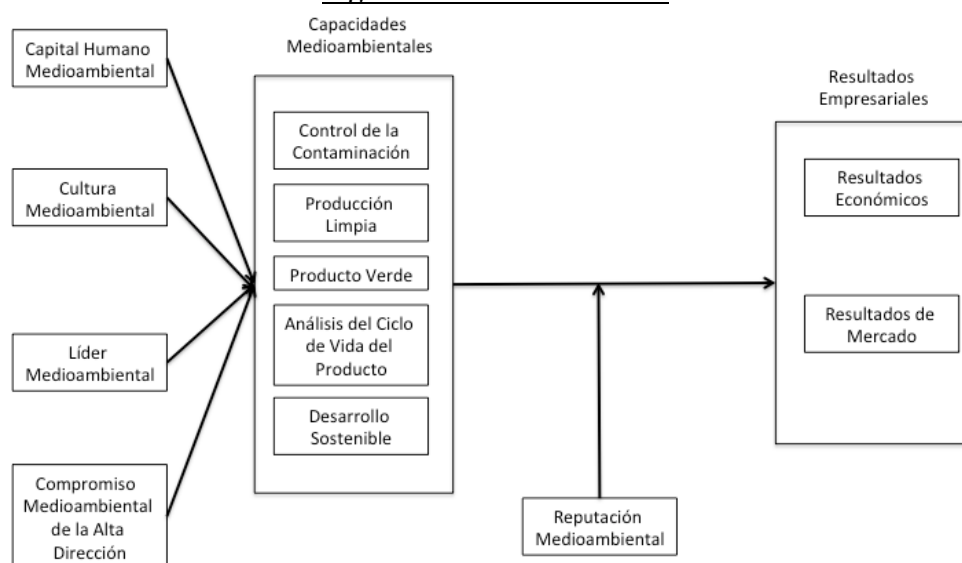 Capital Humano
Medioambiental
Cultura
Medioambiental
Líder
Medioambiental
Compromiso
Medioambiental
de la Alta
Dirección
Capacidades
Medioambientales
Control de la
Contaminación
Producción
Limpia
Producto Verde
Análisis del Ciclo
de Vida del
Producto
Desarrollo
Sostenible
Reputación
Medioambiental
Resultados
Empresariales
Resultados
Económicos
Resultados de
Mercado